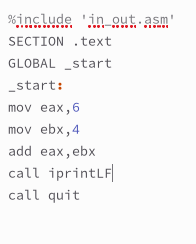 %include 'in_out.asm'
SECTION .text
GLOBAL _start
_start:
mov eax,6
mov ebx,4
add eax,ebx
call iprintLF
call quit